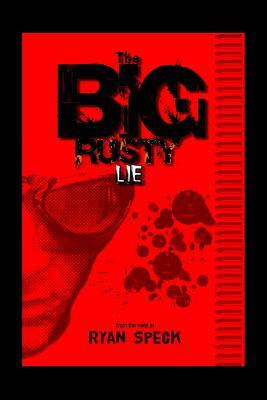 The
BiG
RUSTY
LIE
from the mind of
RYAN SPECK